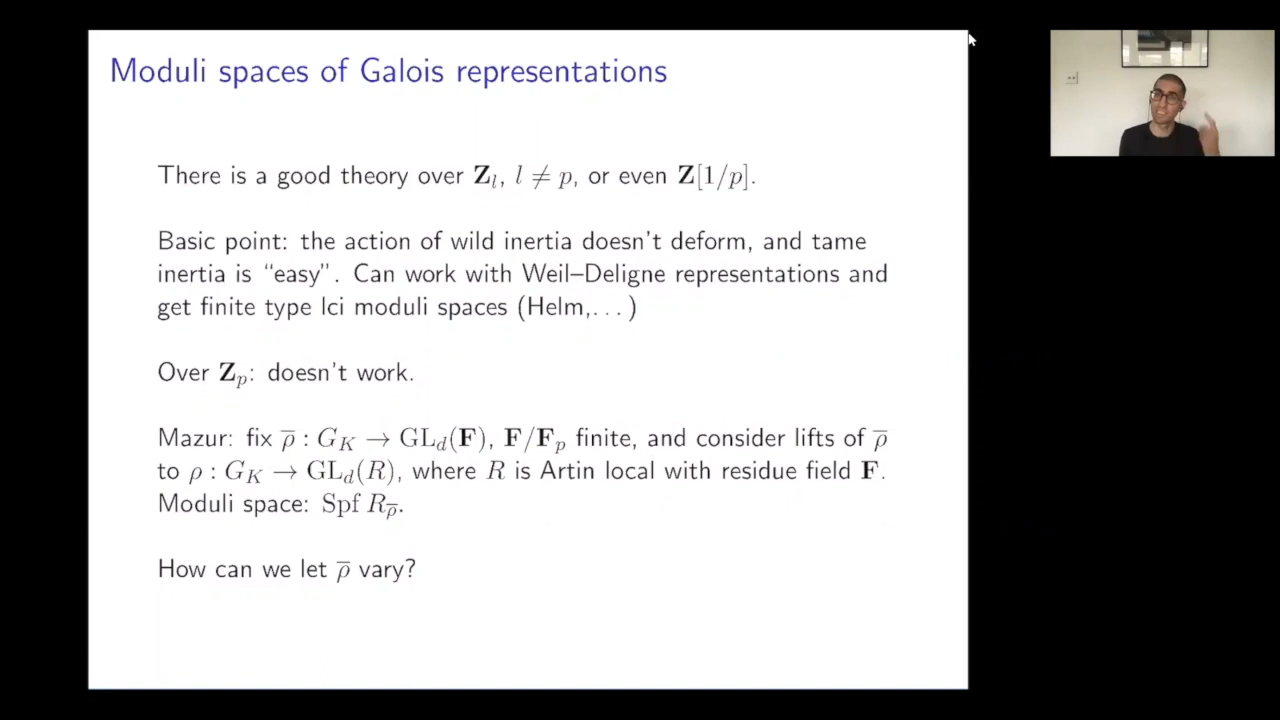 Moduli spaces of Galois representations
There is a good theory over Z_l, l ≠ p, or even Z[1/p].
Basic point: the action of wild inertia doesn't deform, and tame
inertia is “easy”. Can work with Weil–Deligne representations and
get finite type lci moduli spaces (Helm,. . . )
Over Z_p: doesn't work.
Mazur: fix ρ̅ : G_K → GL_d(F), F/F_p finite, and consider lifts of ρ̅
to ρ : G_K → GL_d(R), where R is Artin local with residue field F.
Moduli space: Spf R_ρ̅.
How can we let ρ̅ vary?